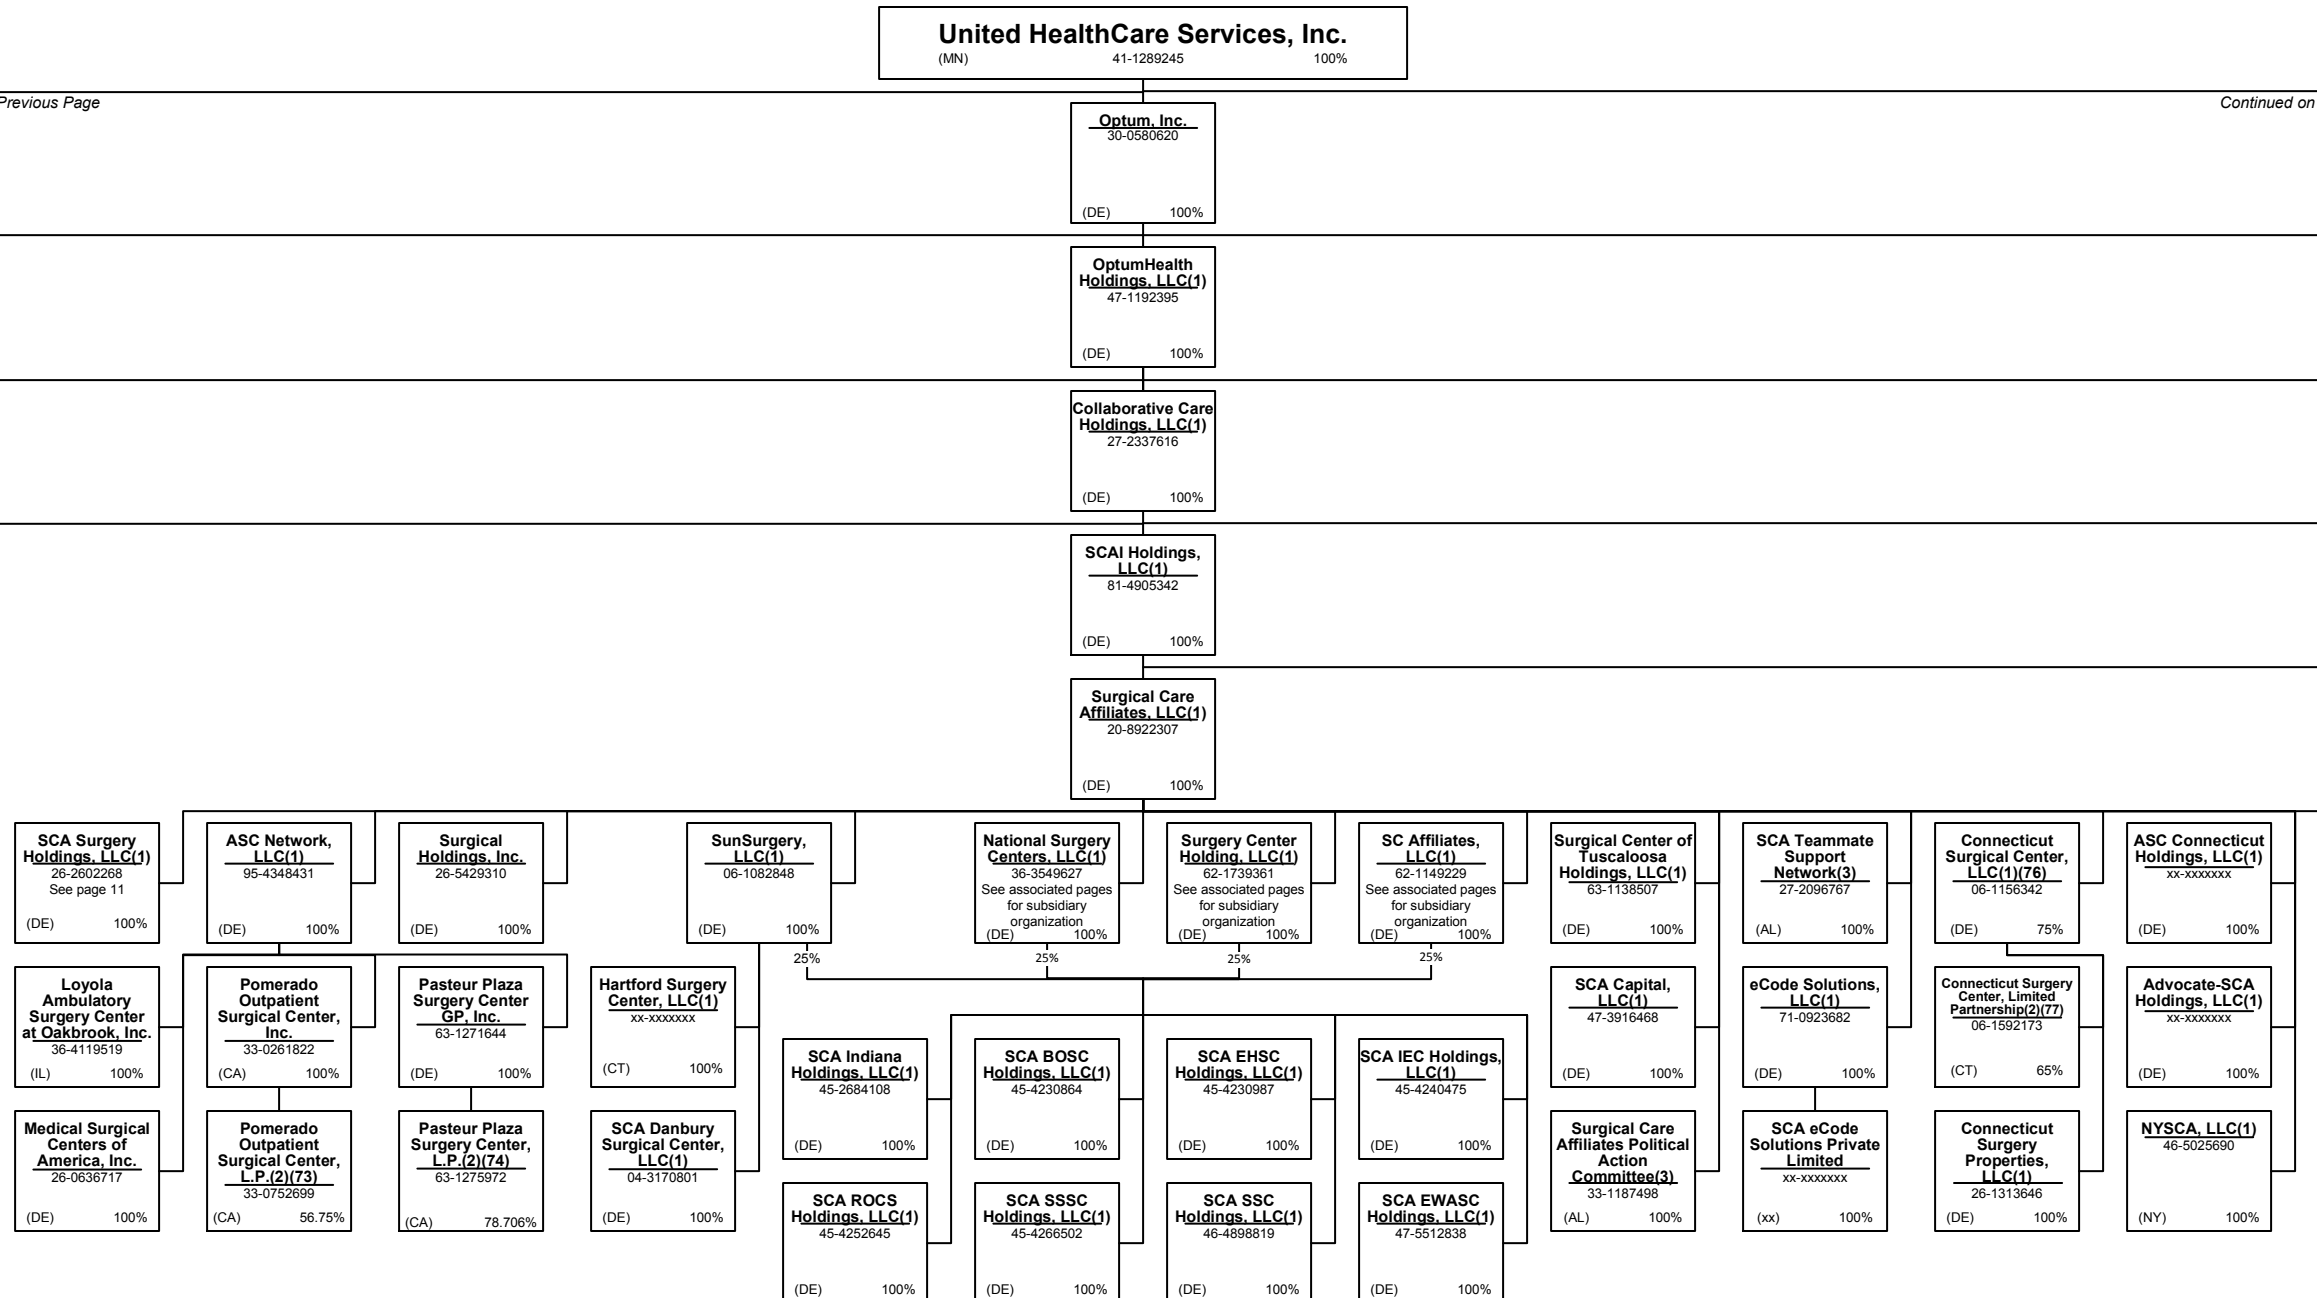 United HealthCare Services, Inc.
(MN) 41-1289245 100%
Previous Page
Continued on
Optum, Inc.
30-0580620
(DE) 100%
OptumHealth
Holdings, LLC(1)
47-1192395
(DE) 100%
Collaborative Care
Holdings, LLC(1)
27-2337616
(DE) 100%
SCAI Holdings,
LLC(1)
81-4905342
(DE) 100%
Surgical Care
Affiliates, LLC(1)
20-8922307
(DE) 100%
SCA Surgery
Holdings, LLC(1)
26-2602268
See page 11
(DE) 100%
ASC Network,
LLC(1)
95-4348431
(DE) 100%
Surgical
Holdings, Inc.
26-5429310
(DE) 100%
SunSurgery,
LLC(1)
06-1082848
(DE) 100%
National Surgery
Centers, LLC(1)
36-3549627
See associated pages
for subsidiary
organization
(DE) 100%
Surgery Center
Holding, LLC(1)
62-1739361
See associated pages
for subsidiary
organization
(DE) 100%
SC Affiliates,
LLC(1)
62-1149229
See associated pages
for subsidiary
organization
(DE) 100%
Surgical Center of
Tuscaloosa
Holdings, LLC(1)
63-1138507
(DE) 100%
SCA Teammate
Support
Network(3)
27-2096767
(AL) 100%
Connecticut
Surgical Center,
LLC(1)(76)
06-1156342
(DE) 75%
ASC Connecticut
Holdings, LLC(1)
xx-xxxxxxx
(DE) 100%
25%
25%
25%
25%
Loyola
Ambulatory
Surgery Center
at Oakbrook, Inc.
36-4119519
(IL) 100%
Pomerado
Outpatient
Surgical Center,
Inc.
33-0261822
(CA) 100%
Pasteur Plaza
Surgery Center
GP, Inc.
63-1271644
(DE) 100%
Hartford Surgery
Center, LLC(1)
xx-xxxxxxx
(CT) 100%
SCA Capital,
LLC(1)
47-3916468
(DE) 100%
eCode Solutions,
LLC(1)
71-0923682
(DE) 100%
Connecticut Surgery
Center, Limited
Partnership(2)(77)
06-1592173
(CT) 65%
Advocate-SCA
Holdings, LLC(1)
xx-xxxxxxx
(DE) 100%
SCA Indiana
Holdings, LLC(1)
45-2684108
(DE) 100%
SCA BOSC
Holdings, LLC(1)
45-4230864
(DE) 100%
SCA EHSC
Holdings, LLC(1)
45-4230987
(DE) 100%
SCA IEC Holdings,
LLC(1)
45-4240475
(DE) 100%
Medical Surgical
Centers of
America, Inc.
26-0636717
(DE) 100%
Pomerado
Outpatient
Surgical Center,
L.P.(2)(73)
33-0752699
(CA) 56.75%
Pasteur Plaza
Surgery Center,
L.P.(2)(74)
63-1275972
(CA) 78.706%
SCA Danbury
Surgical Center,
LLC(1)
04-3170801
(DE) 100%
Surgical Care
Affiliates Political
Action
Committee(3)
33-1187498
(AL) 100%
SCA eCode
Solutions Private
Limited
xx-xxxxxxx
(xx) 100%
Connecticut
Surgery
Properties,
LLC(1)
26-1313646
(DE) 100%
NYSCA, LLC(1)
46-5025690
(NY) 100%
SCA ROCS
Holdings, LLC(1)
45-4252645
(DE) 100%
SCA SSSC
Holdings, LLC(1)
45-4266502
(DE) 100%
SCA SSC
Holdings, LLC(1)
46-4898819
(DE) 100%
SCA EWASC
Holdings, LLC(1)
47-5512838
(DE) 100%